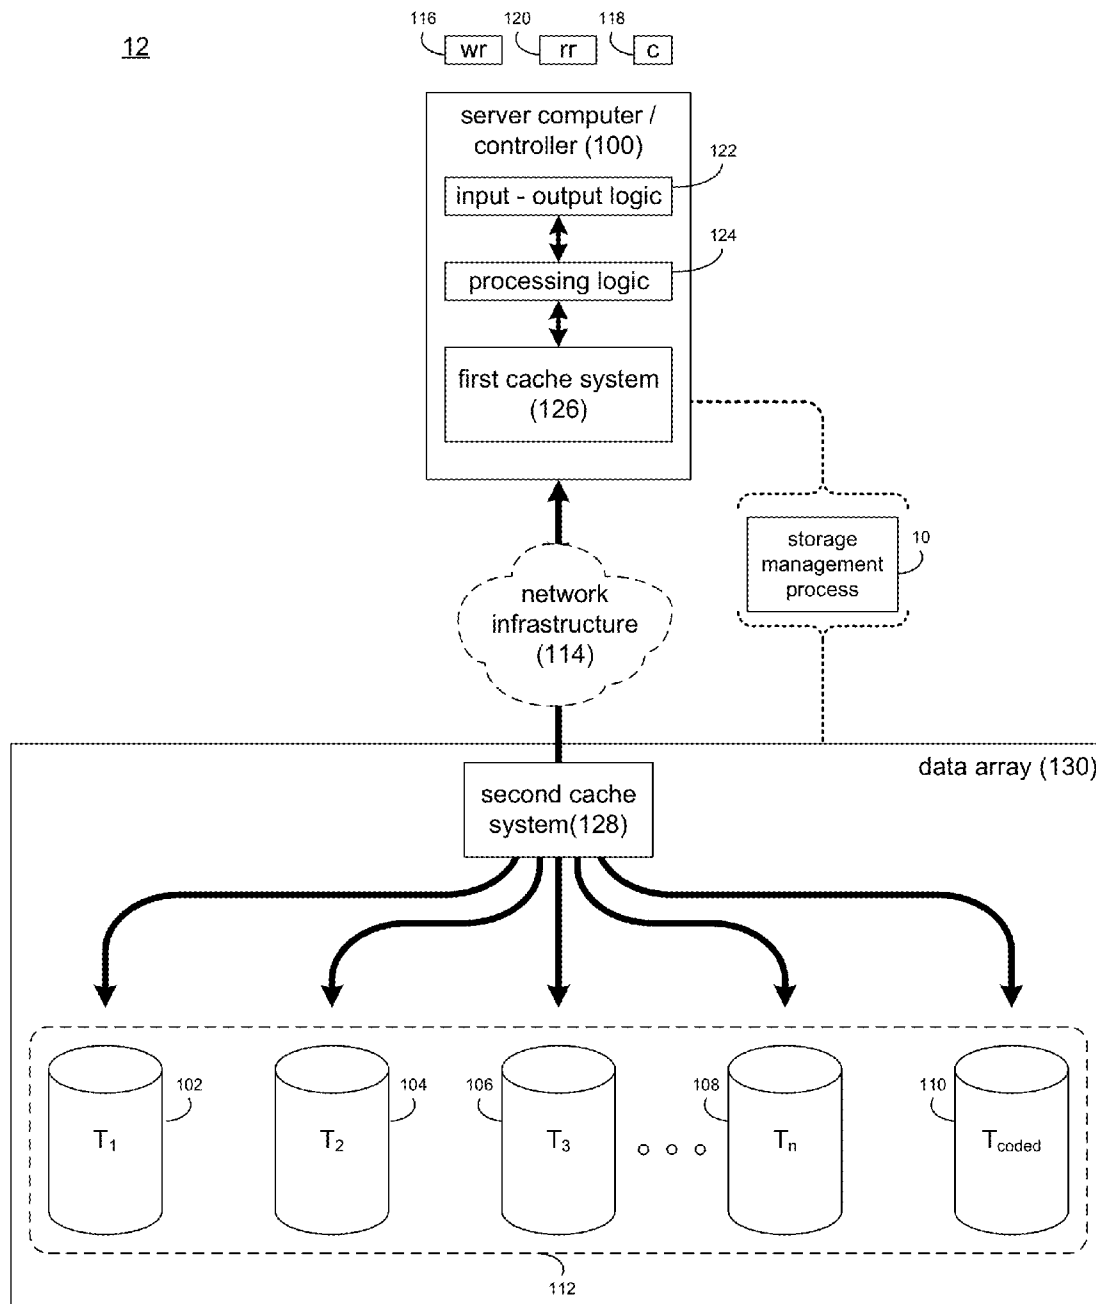 116
120
118
12
wr
rr
c
server computer /
controller (100)
122
input - output logic
124
processing logic
first cache system
(126)
10
storage
management
process
network
infrastructure
(114)
data array (130)
second cache
system(128)
102
104
106
108
110
T1
T2
T3
Tn
Tcoded
112